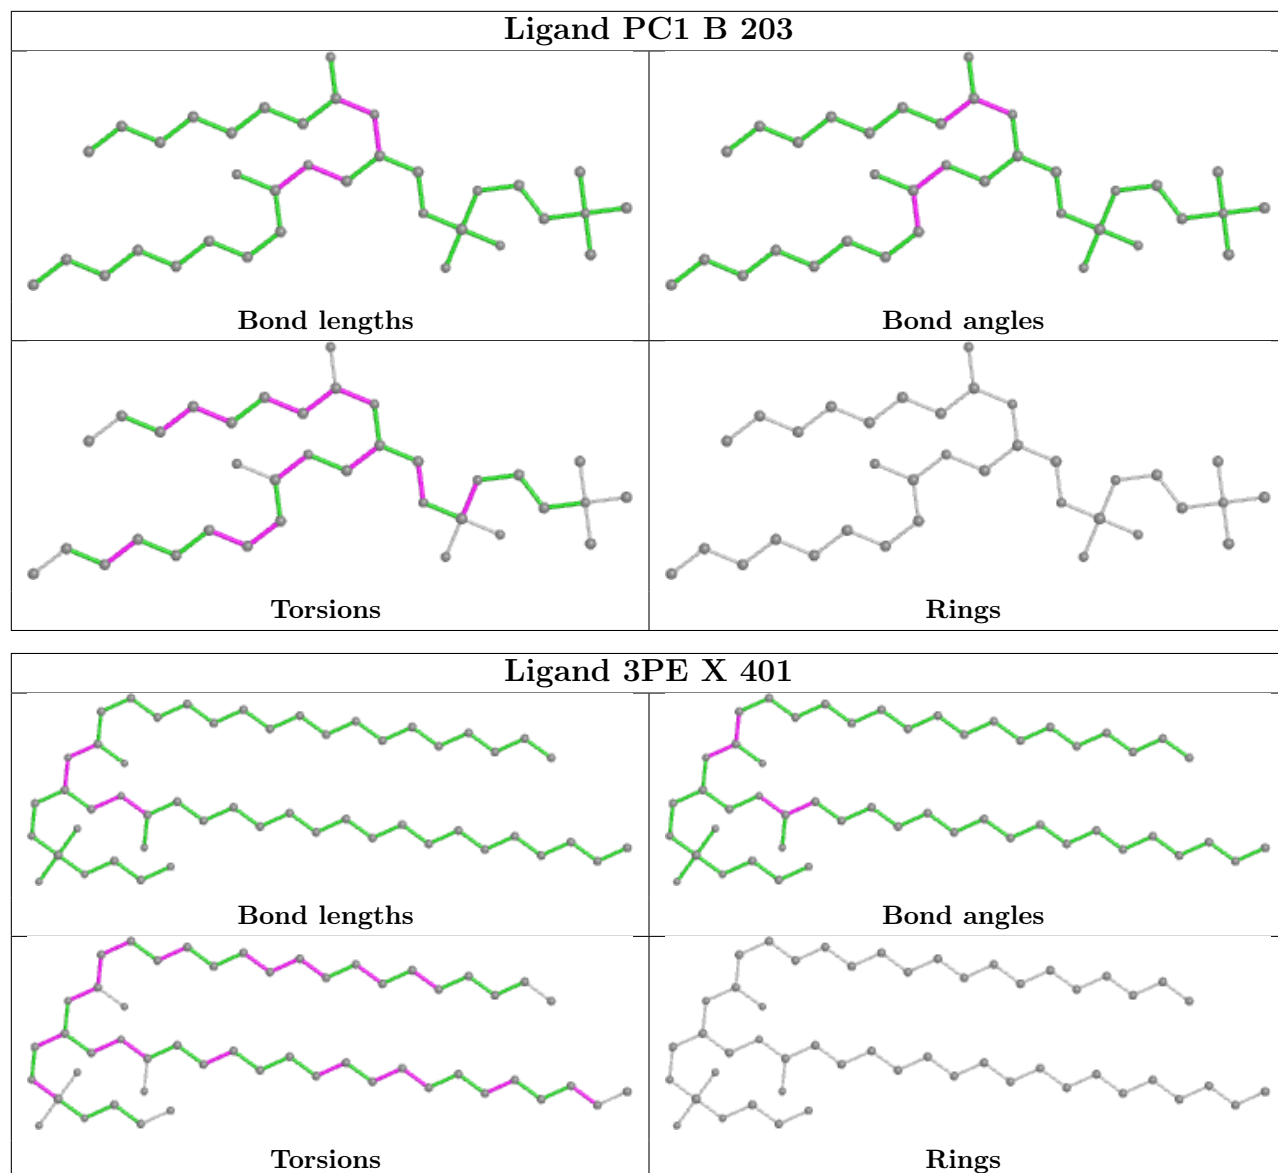 Ligand PC1 B 203
Bond lengths
Bond angles
Torsions
Rings
Ligand 3PE X 401
Bond lengths
Bond angles
Torsions
Rings